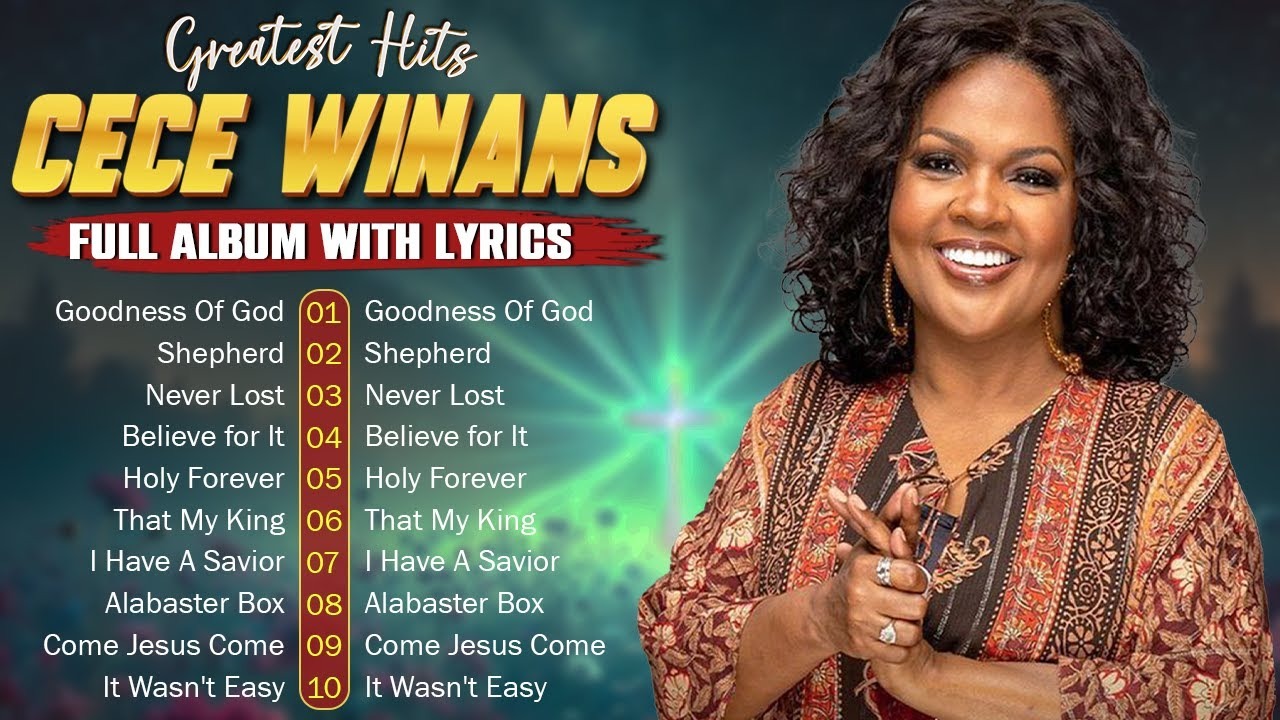 Greatest Hits
CECE WINANS
FULL ALBUM WITH LYRICS
Goodness Of God 01 Goodness Of God
Shepherd 02 Shepherd
Never Lost 03 Never Lost
Believe for It 04 Believe for It
Holy Forever 05 Holy Forever
That My King 06 That My King
I Have A Savior 07 I Have A Savior
Alabaster Box 08 Alabaster Box
Come Jesus Come 09 Come Jesus Come
It Wasn't Easy 10 It Wasn't Easy